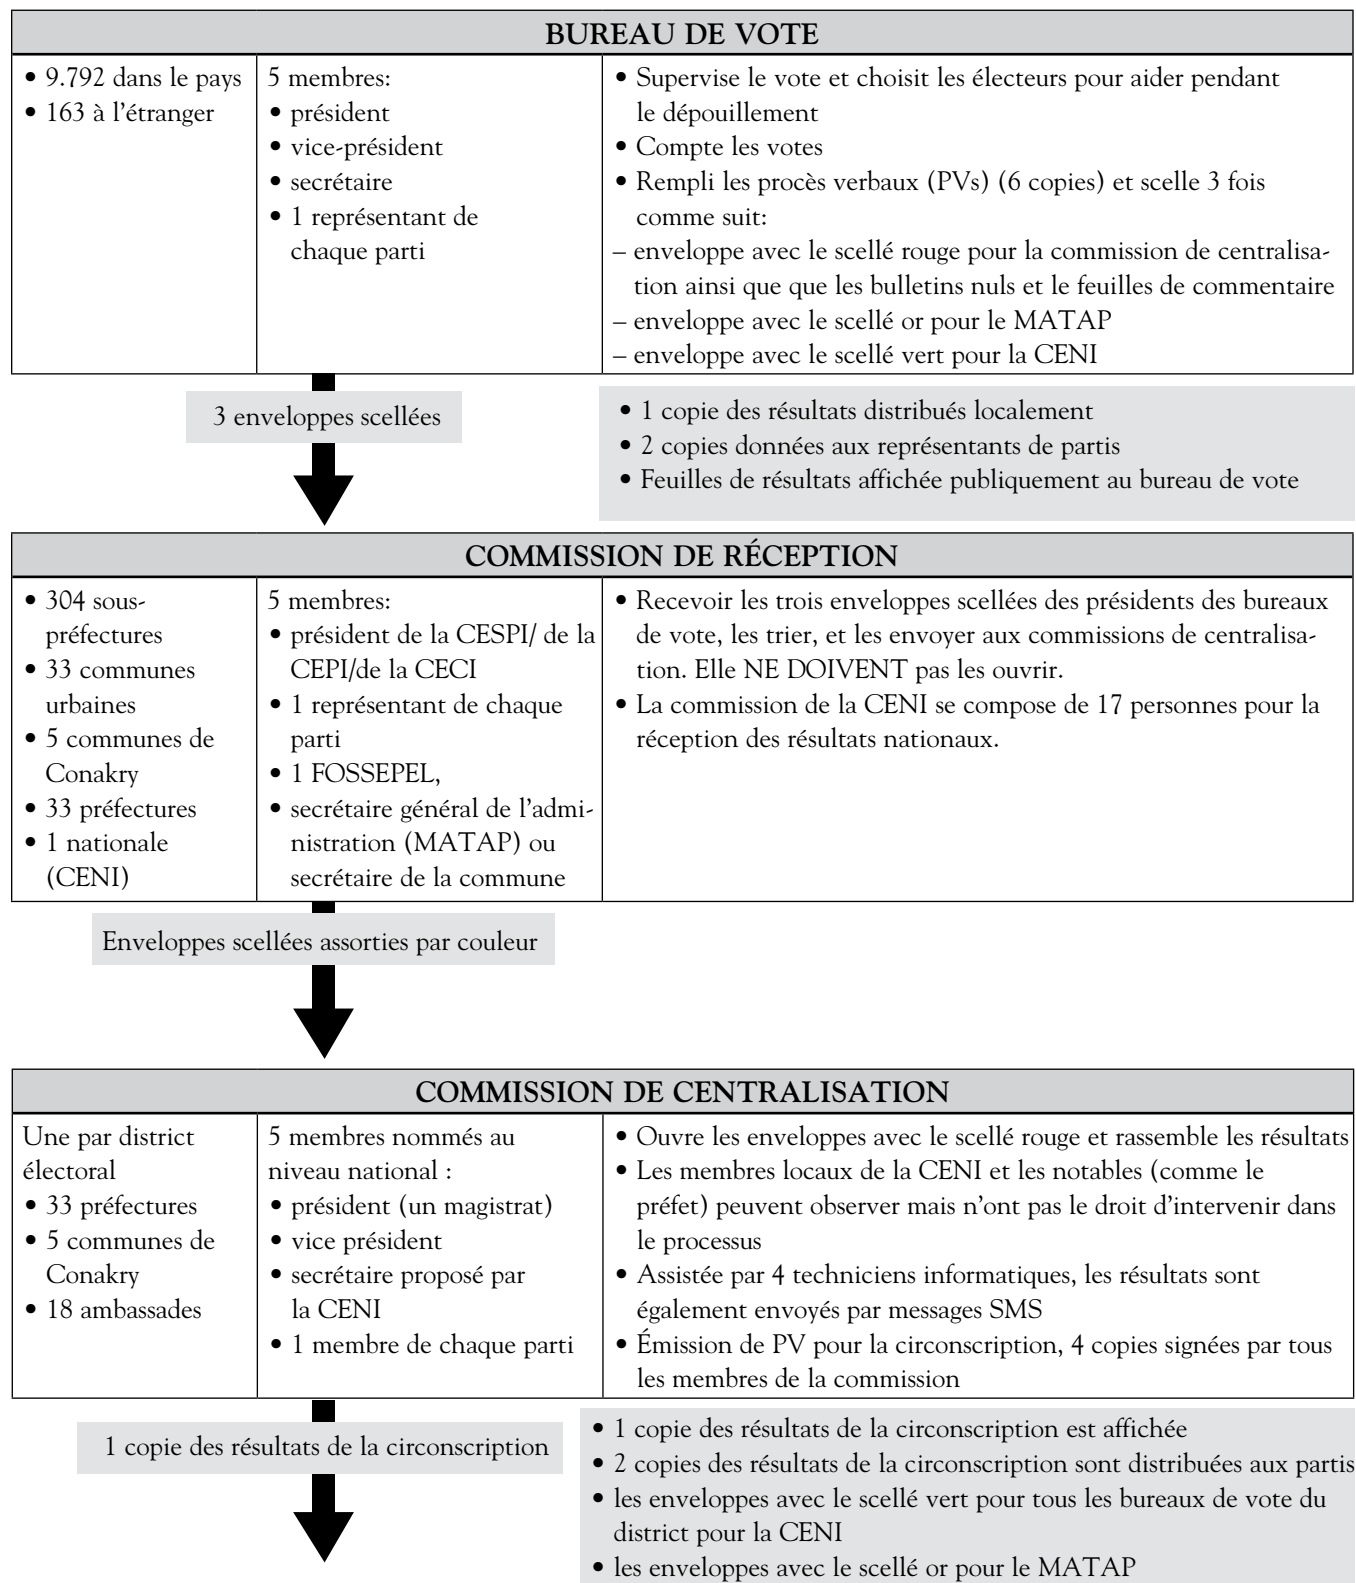 BUREAU DE VOTE
• 9.792 dans le pays
• 163 à l'étranger
5 membres:
• président
• vice-président
• secrétaire
• 1 représentant de
chaque parti
• Supervise le vote et choisit les électeurs pour aider pendant
le dépouillement
• Compte les votes
• Rempli les procès verbaux (PVs) (6 copies) et scelle 3 fois
comme suit:
– enveloppe avec le scellé rouge pour la commission de centralisa-
tion ainsi que que les bulletins nuls et le feuilles de commentaire
– enveloppe avec le scellé or pour le MATAP
– enveloppe avec le scellé vert pour la CENI
3 enveloppes scellées
• 1 copie des résultats distribués localement
• 2 copies données aux représentants de partis
• Feuilles de résultats affichée publiquement au bureau de vote
COMMISSION DE RÉCEPTION
• 304 sous-
préfectures
• 33 communes
urbaines
• 5 communes de
Conakry
• 33 préfectures
• 1 nationale
(CENI)
5 membres:
• président de la CESPI/ de la
CEPI/de la CECI
• 1 représentant de chaque
parti
• 1 FOSSEPEL,
• secrétaire général de l'admi-
nistration (MATAP) ou
secrétaire de la commune
• Recevoir les trois enveloppes scellées des présidents des bureaux
de vote, les trier, et les envoyer aux commissions de centralisa-
tion. Elle NE DOIVENT pas les ouvrir.
• La commission de la CENI se compose de 17 personnes pour la
réception des résultats nationaux.
Enveloppes scellées assorties par couleur
COMMISSION DE CENTRALISATION
Une par district
électoral
• 33 préfectures
• 5 communes de
Conakry
• 18 ambassades
5 membres nommés au
niveau national :
• président (un magistrat)
• vice président
• secrétaire proposé par
la CENI
• 1 membre de chaque parti
• Ouvre les enveloppes avec le scellé rouge et rassemble les résultats
• Les membres locaux de la CENI et les notables (comme le
préfet) peuvent observer mais n'ont pas le droit d'intervenir dans
le processus
• Assistée par 4 techniciens informatiques, les résultats sont
également envoyés par messages SMS
• Émission de PV pour la circonscription, 4 copies signées par tous
les membres de la commission
1 copie des résultats de la circonscription
• 1 copie des résultats de la circonscription est affichée
• 2 copies des résultats de la circonscription sont distribuées aux partis
• les enveloppes avec le scellé vert pour tous les bureaux de vote du
district pour la CENI
• les enveloppes avec le scellé or pour le MATAP